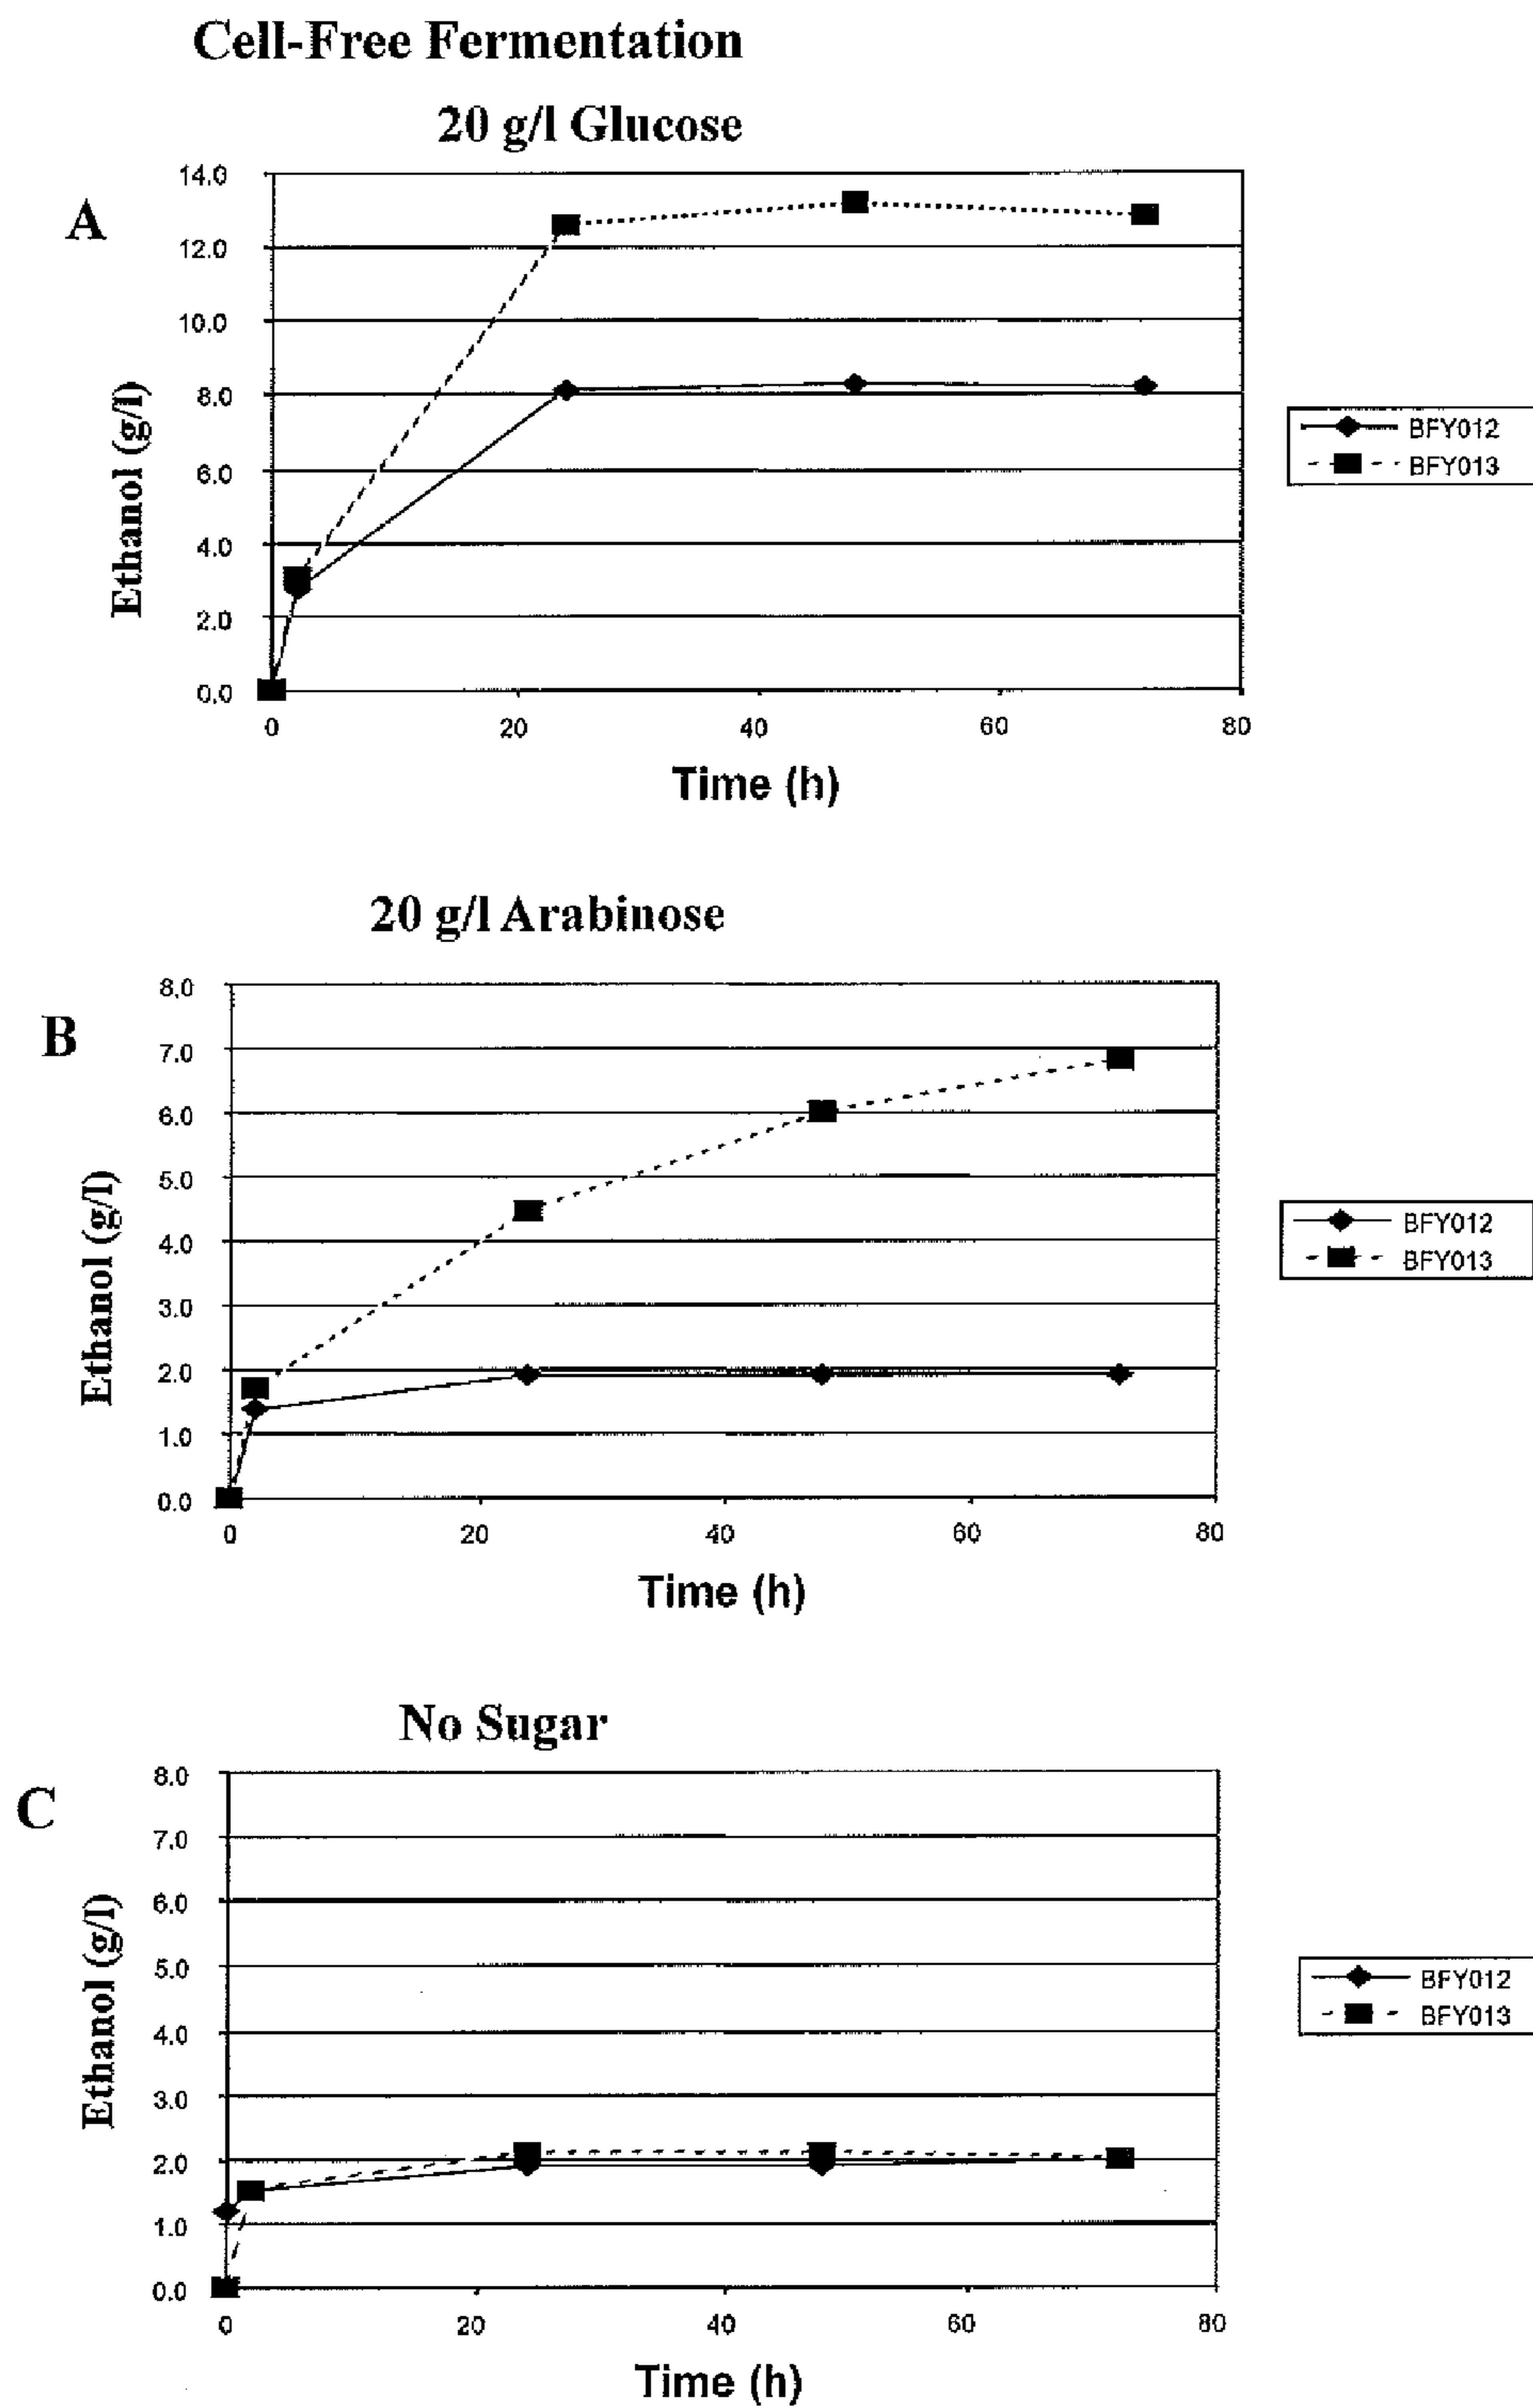 Cell-Free Fermentation
20 g/l Glucose
A
14.0
12.0
10.0
8.0
6.0
4.0
2.0
0,0
Ethanol (g/l)
0
20
40
60
80
Time (h)
BFY012
BFY013
20 g/l Arabinose
B
8,0
7.0
6.0
5.0
4.0
3.0
2.0
1.0
0.0
Ethanol (g/l)
0
20
40
60
80
Time (h)
BFY012
BFY013
No Sugar
C
8.0
7.0
6.0
5.0
4.0
3.0
2.0
1.0
0.0
Ethanol (g/l)
0
20
40
60
80
Time (h)
BFY012
BFY013